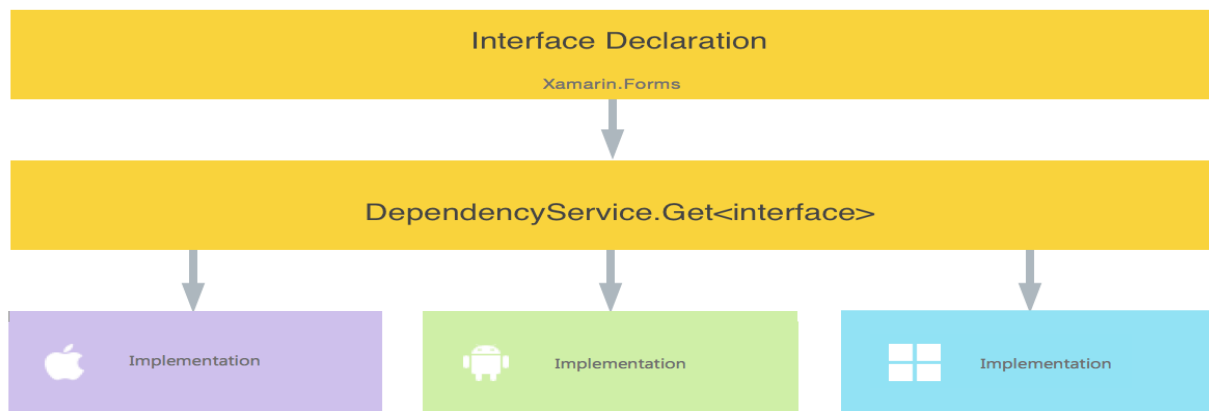 Interface Declaration
Xamarin.Forms
DependencyService.Get<interface>
Implementation
Implementation
Implementation